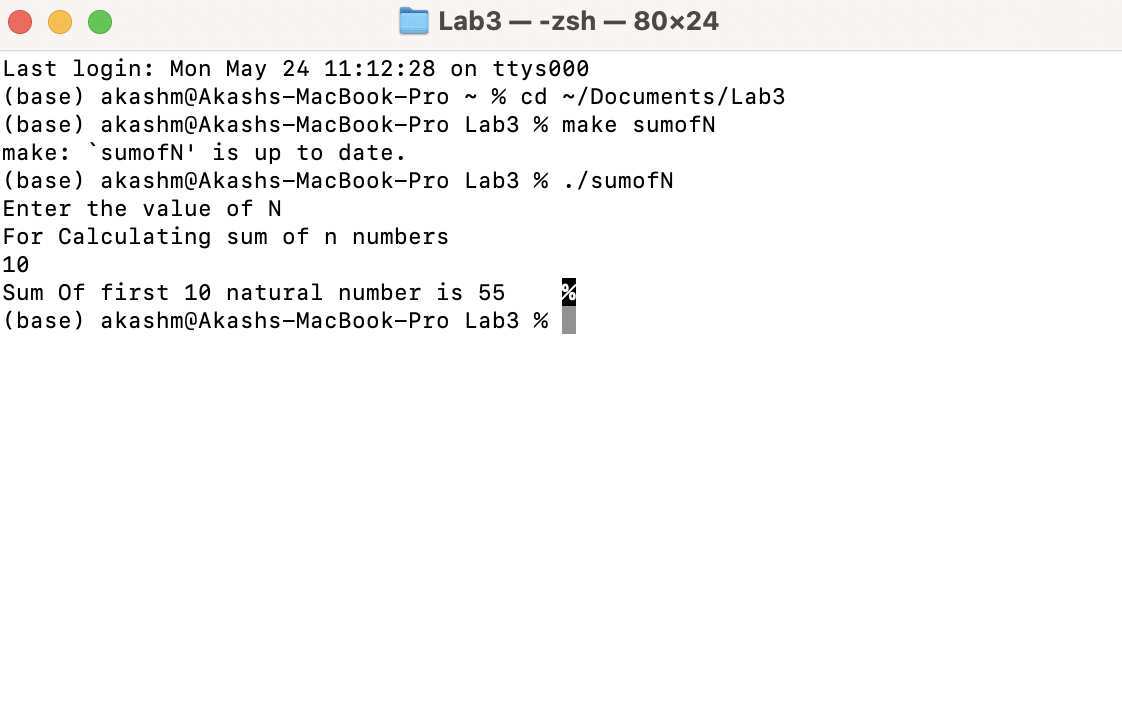 Lab3 — -zsh — 80×24
Last login: Mon May 24 11:12:28 on ttys000
(base) akashm@Akashs-MacBook-Pro ~ % cd ~/Documents/Lab3
(base) akashm@Akashs-MacBook-Pro Lab3 % make sumofN
make: `sumofN' is up to date.
(base) akashm@Akashs-MacBook-Pro Lab3 % ./sumofN
Enter the value of N
For Calculating sum of n numbers
10
Sum Of first 10 natural number is 55    %
(base) akashm@Akashs-MacBook-Pro Lab3 %